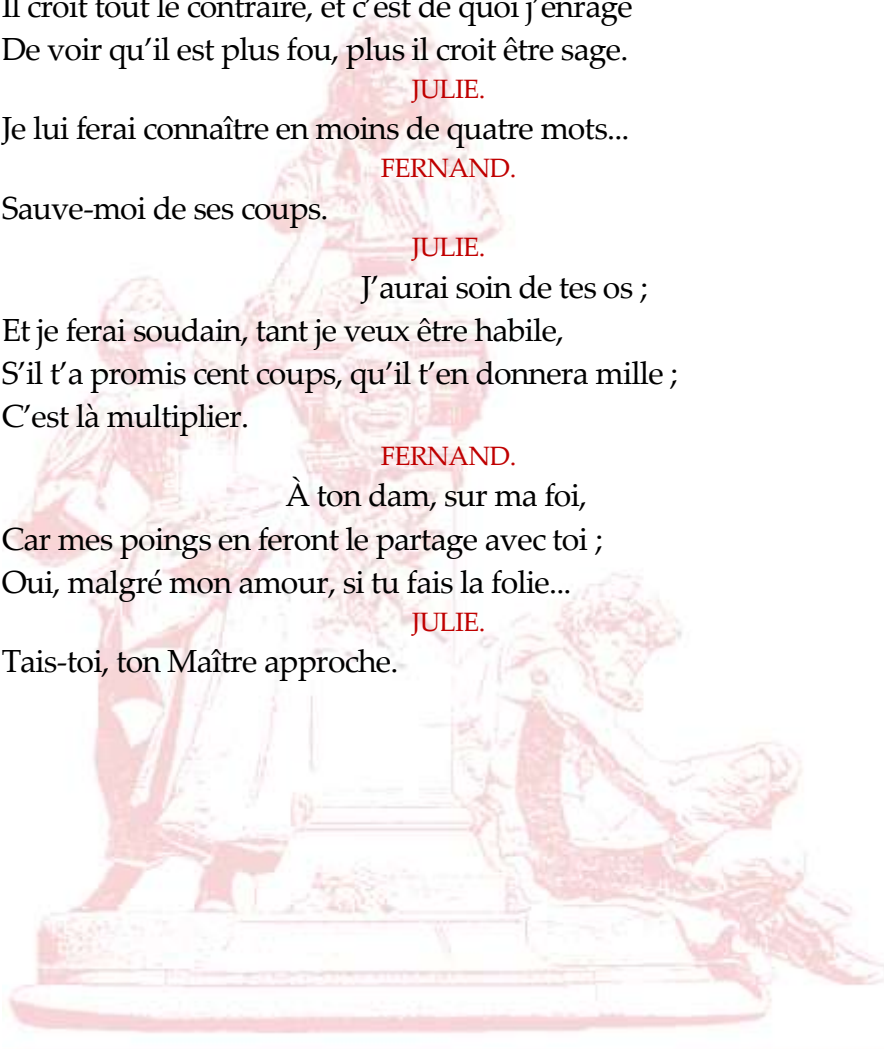 Il croit tout le contraire, et c’est de quoi j’enrage
De voir qu’il est plus fou, plus il croit être sage.
JULIE.
Je lui ferai connaître en moins de quatre mots...
FERNAND.
Sauve-moi de ses coups.
JULIE.
J’aurai soin de tes os ;
Et je ferai soudain, tant je veux être habile,
S’il t’a promis cent coups, qu’il t’en donnera mille ;
C’est là multiplier.
FERNAND.
À ton dam, sur ma foi,
Car mes poings en feront le partage avec toi ;
Oui, malgré mon amour, si tu fais la folie...
JULIE.
Tais-toi, ton Maître approche.